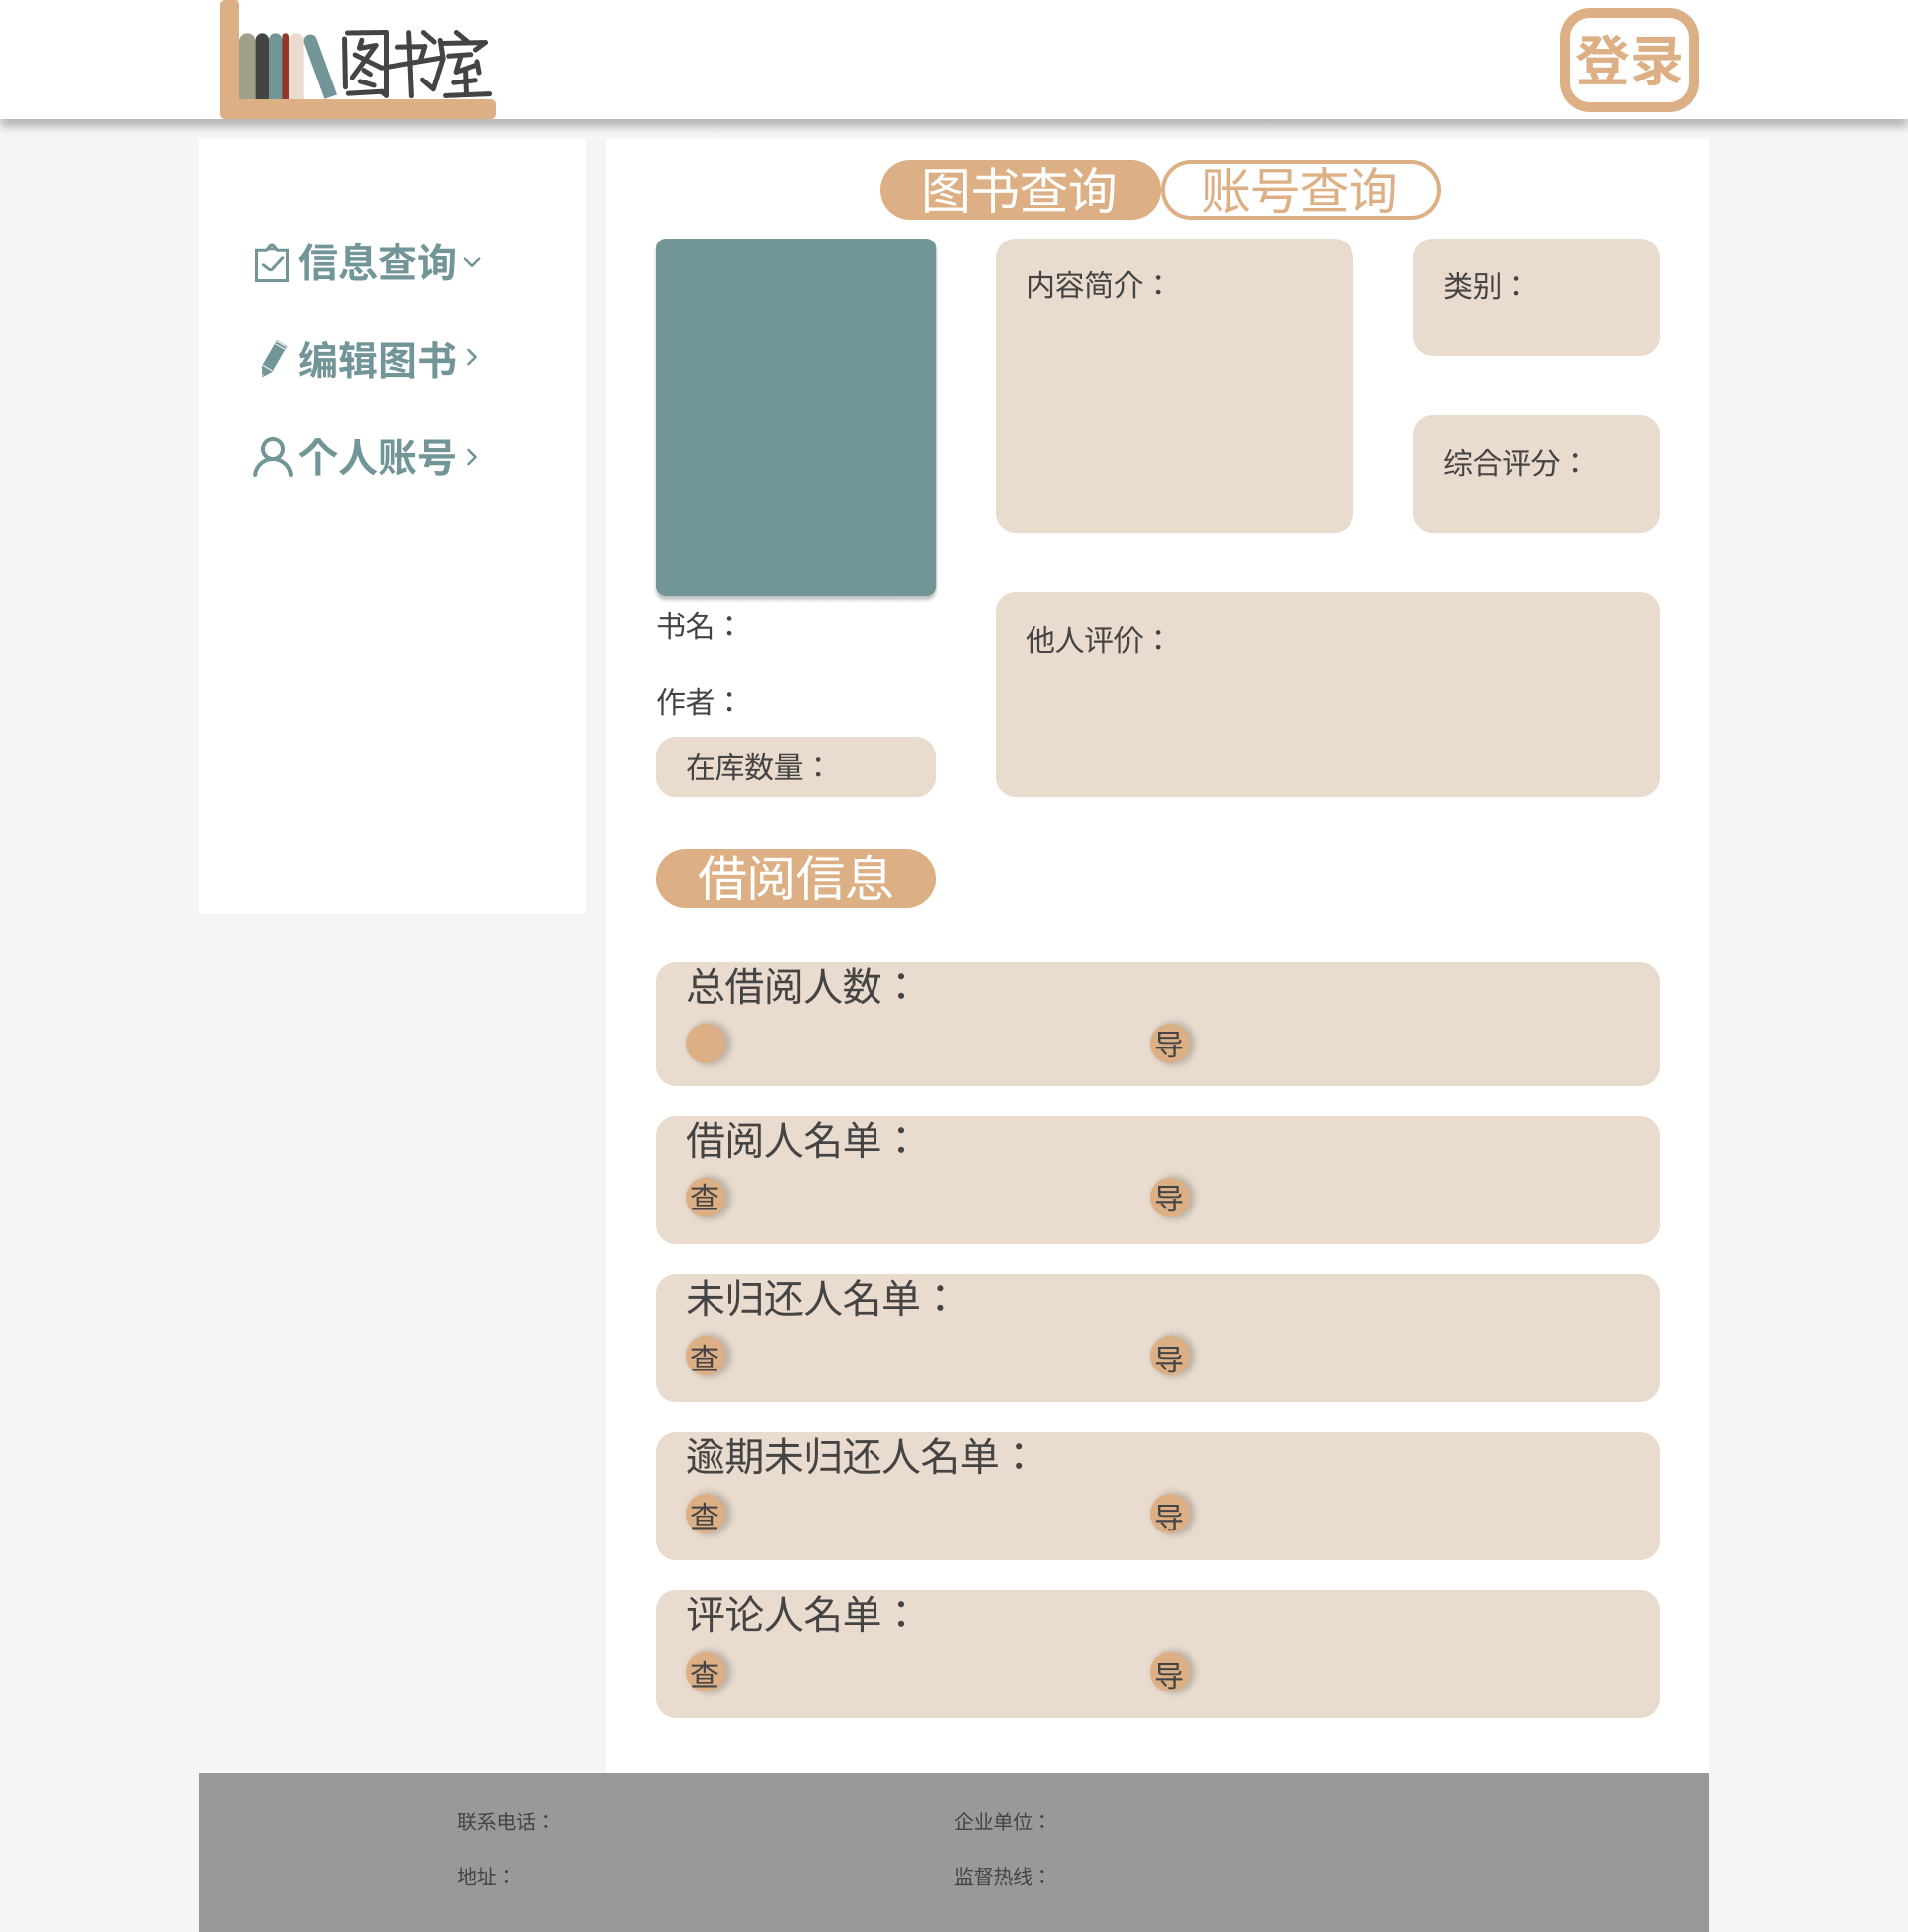 图书室
登录
图书查询
账号查询
信息查询
编辑图书
个人账号
内容简介：
类别：
综合评分：
书名：
他人评价：
作者：
在库数量：
借阅信息
总借阅人数：
导
借阅人名单：
查
导
未归还人名单：
查
导
逾期未归还人名单：
查
导
评论人名单：
查
导
联系电话：
企业单位：
地址：
监督热线：